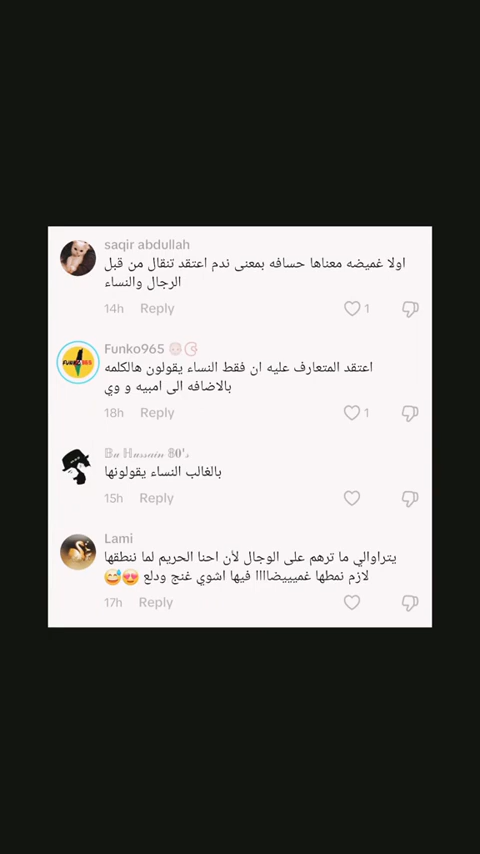 saqir abdullah
اولا غميضه معناها حسافه بمعنى ندم اعتقد تنقال من قبل
الرجال والنساء
14h Reply 1
Funko965
اعتقد المتعارف عليه ان فقط النساء يقولون هالكلمه
بالاضافه الى امبيه و وي
18h Reply 1
𝔹𝓊 ℍ𝓊𝓈𝓈𝒶𝒾𝓃 𝟠𝟘'𝓈
بالغالب النساء يقولونها
15h Reply
Lami
يتراوالي ما ترهم على الوجال لأن احنا الحريم لما ننطقها
لازم نمطها غميييضاااا فيها اشوي غنج ودلع 😍😅
17h Reply